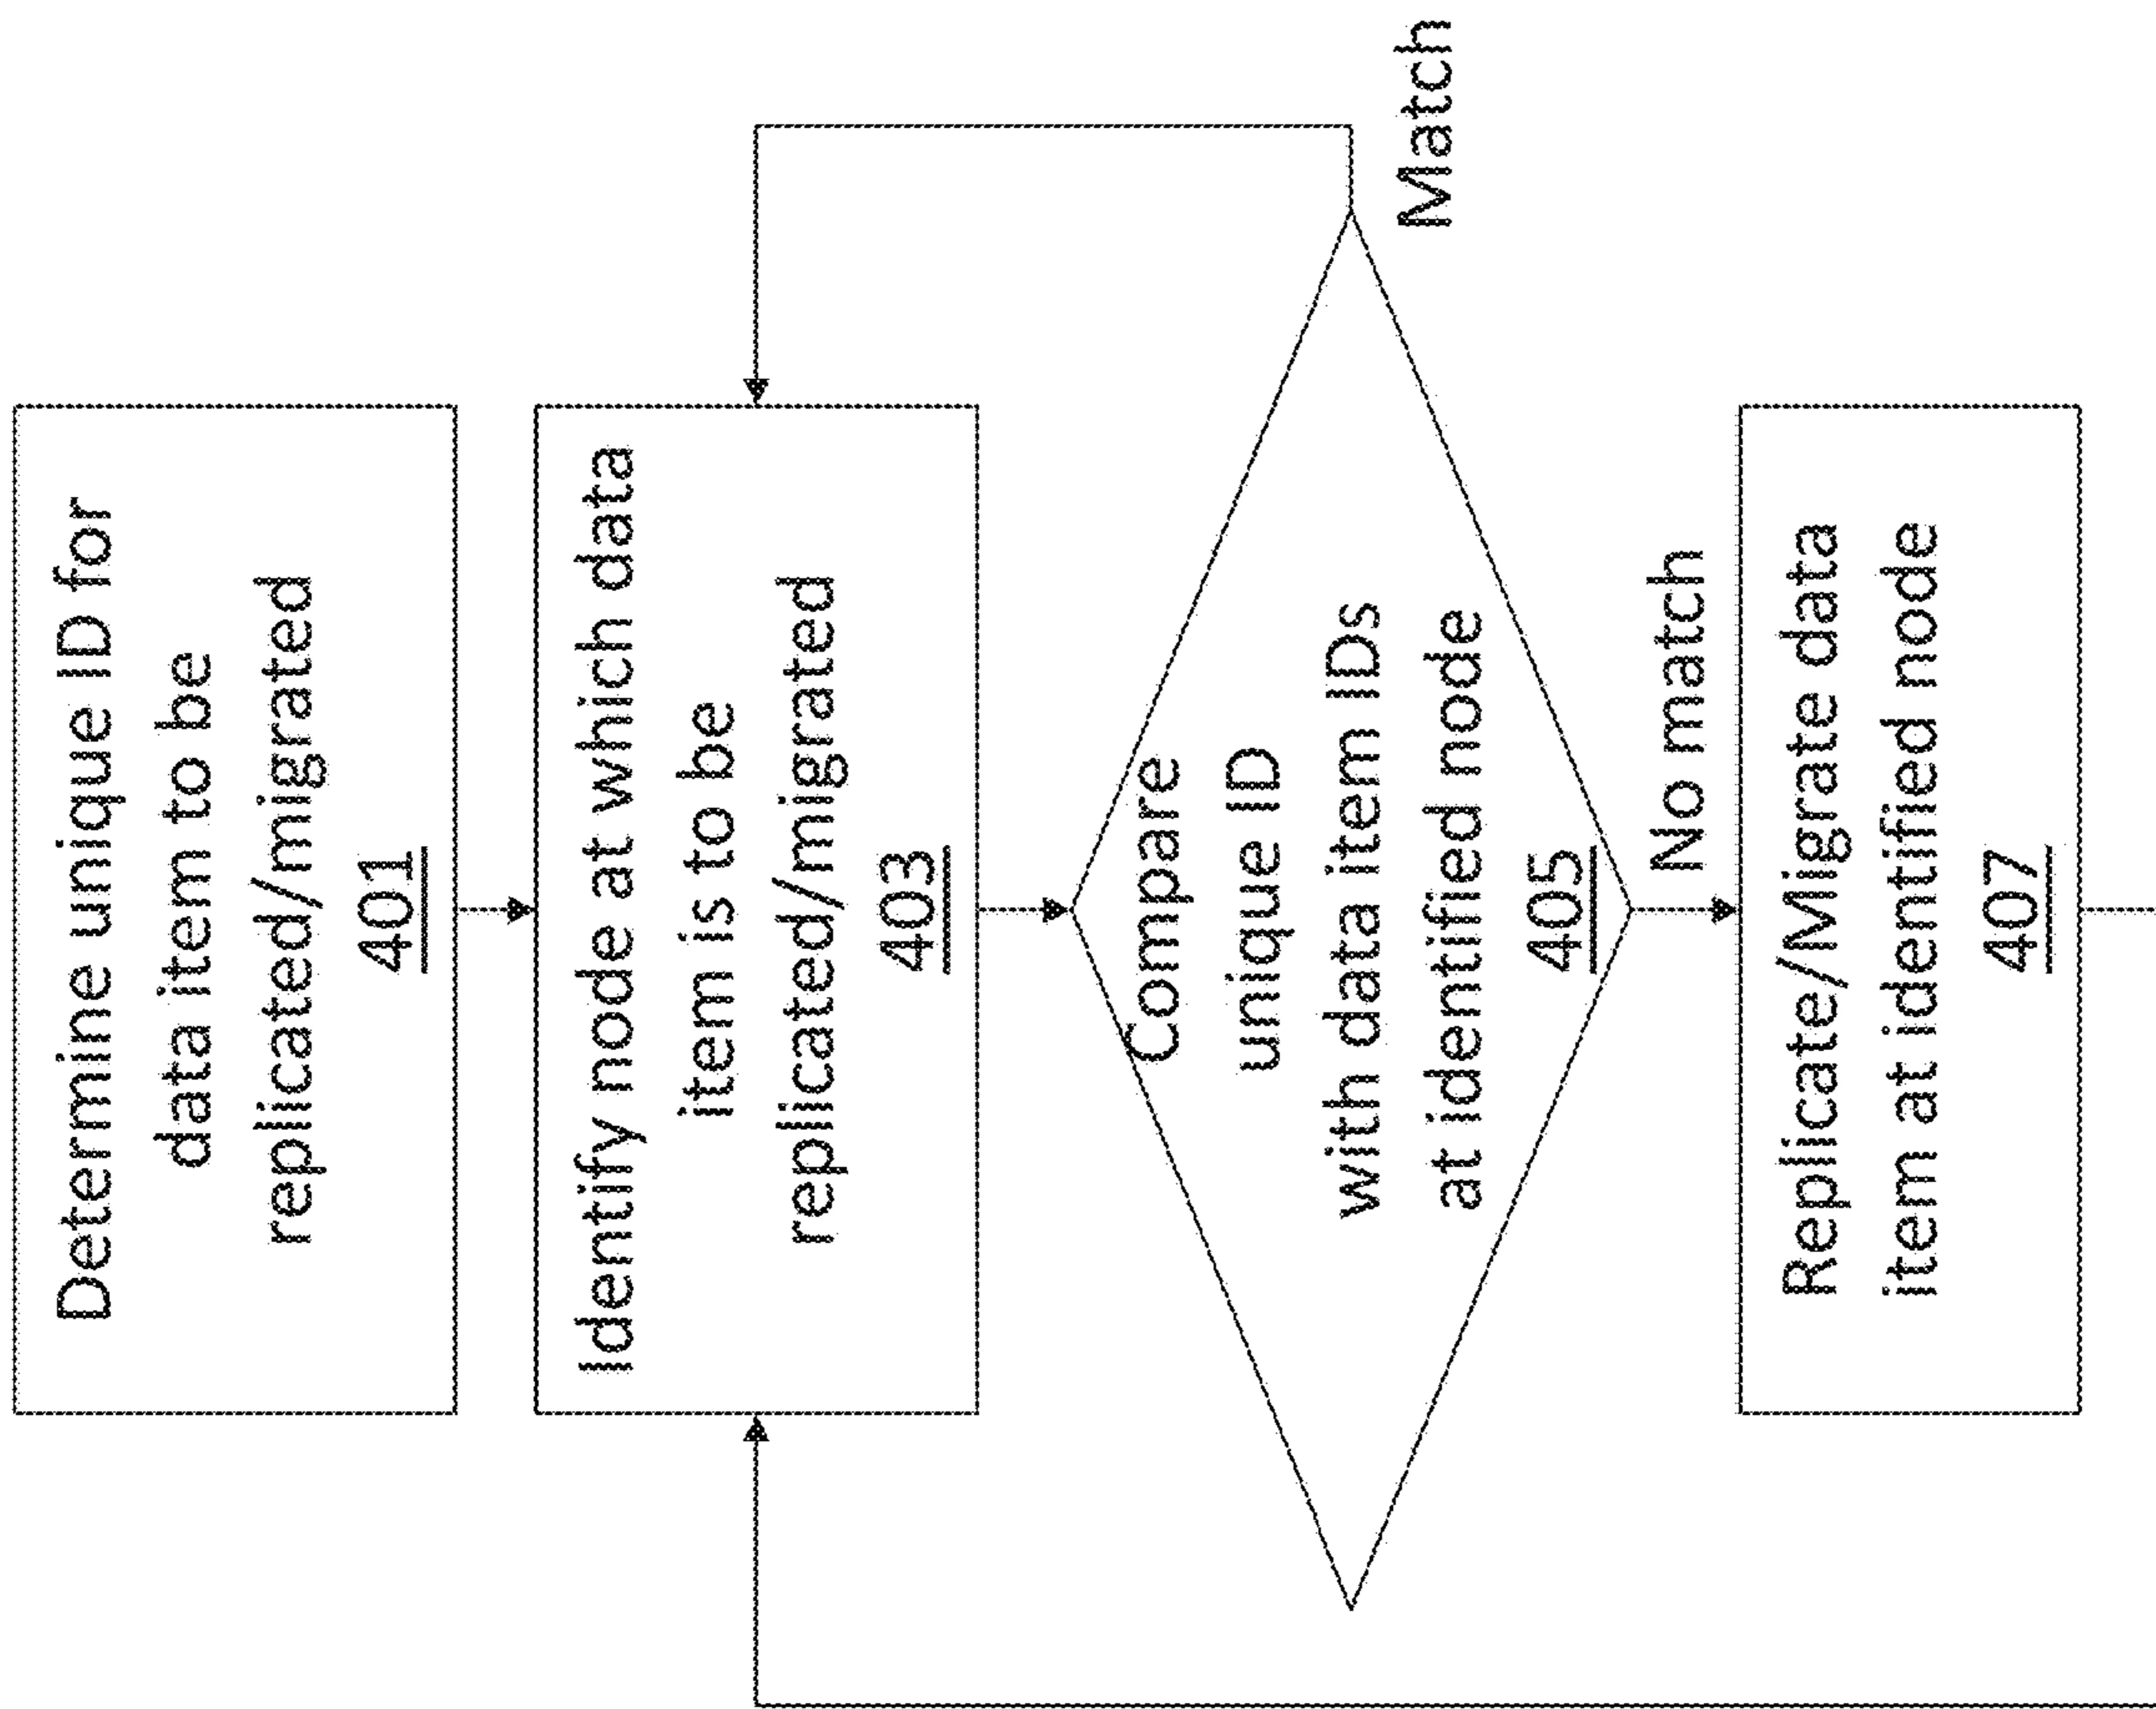 Determine unique ID for
data item to be
replicated/migrated
401
Identify node at which data
item is to be
replicated/migrated
403
Compare
unique ID
with data item IDs
at identified node
405
Match
No match
Replicate/Migrate data
item at identified node
407